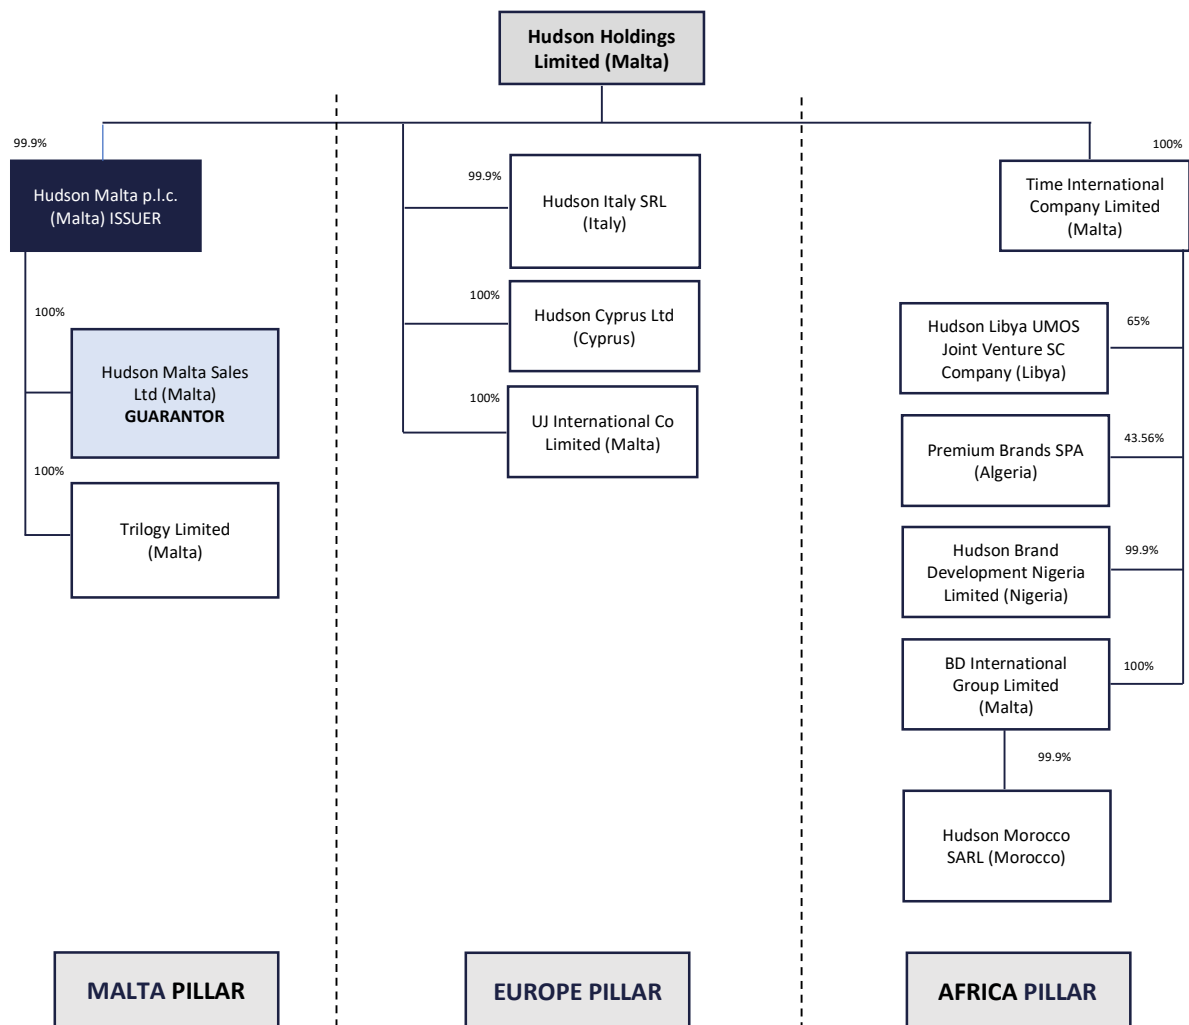 Hudson Holdings
Limited (Malta)
99.9%
Hudson Malta p.l.c.
(Malta) ISSUER
100%
Hudson Malta Sales
Ltd (Malta)
GUARANTOR
100%
Trilogy Limited
(Malta)
99.9%
Hudson Italy SRL
(Italy)
100%
Hudson Cyprus Ltd
(Cyprus)
100%
UJ International Co
Limited (Malta)
100%
Time International
Company Limited
(Malta)
65%
Hudson Libya UMOS
Joint Venture SC
Company (Libya)
43.56%
Premium Brands SPA
(Algeria)
99.9%
Hudson Brand
Development Nigeria
Limited (Nigeria)
100%
BD International
Group Limited
(Malta)
99.9%
Hudson Morocco
SARL (Morocco)
MALTA PILLAR
EUROPE PILLAR
AFRICA PILLAR